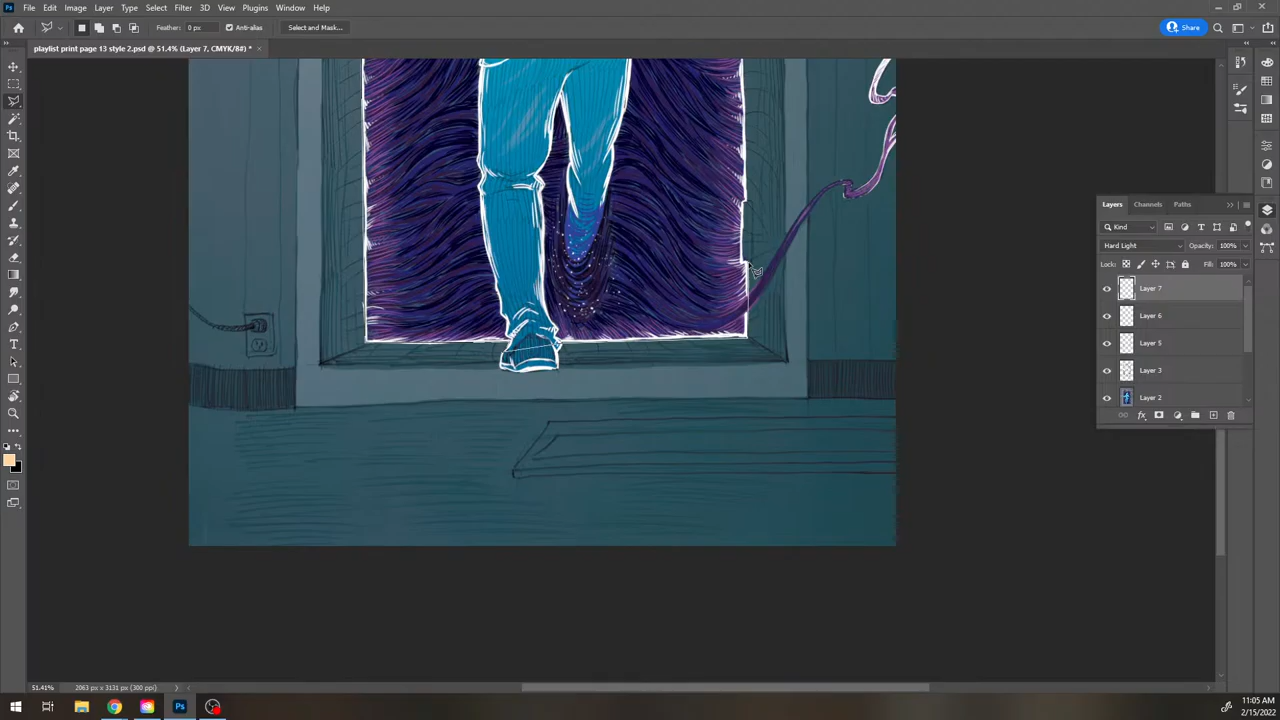 File Edit Image Layer Type Select Filter 3D View Plugins Window Help
Feather: 0 px Anti-alias Select and Mask... Share
playlist print page 13 style 2.psd @ 51.4% (Layer 7, CMYK/8#) *
Layers Channels Paths
Kind
Hard Light Opacity: 100%
Lock: Fill: 100%
Layer 7
Layer 6
Layer 5
Layer 3
Layer 2
51.41% 2063 px x 3131 px (300 ppi)
11:05 AM
2/15/2022